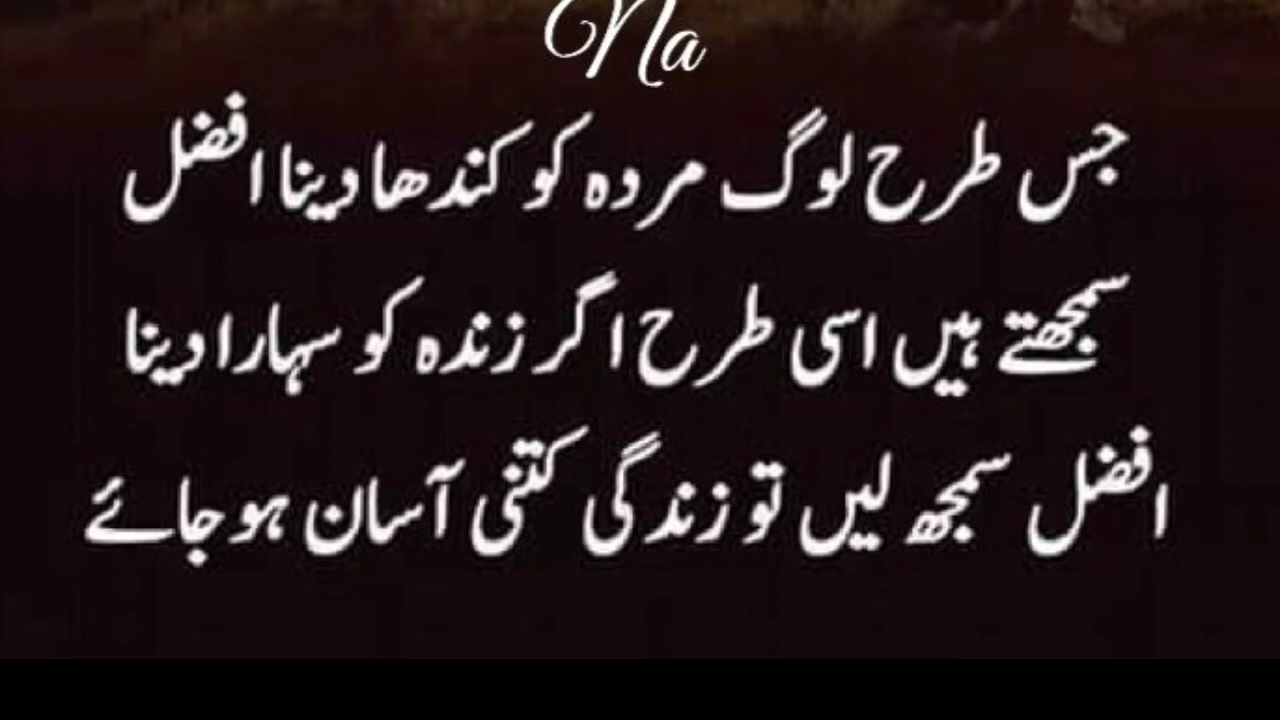 Na
جس طرح لوگ مردہ کو کندھا دینا افضل
سمجھتے ہیں اسی طرح اگر زندہ کو سہارا دینا
افضل سمجھ لیں تو زندگی کتنی آسان ہو جائے